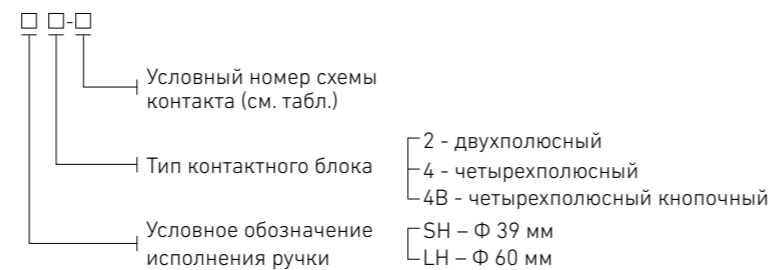 □ □-□
Условный номер схемы
контакта (см. табл.)
Тип контактного блока
2 - двухполюсный
4 - четырехполюсный
4B - четырехполюсный кнопочный
Условное обозначение
исполнения ручки
SH – Ф 39 мм
LH – Ф 60 мм